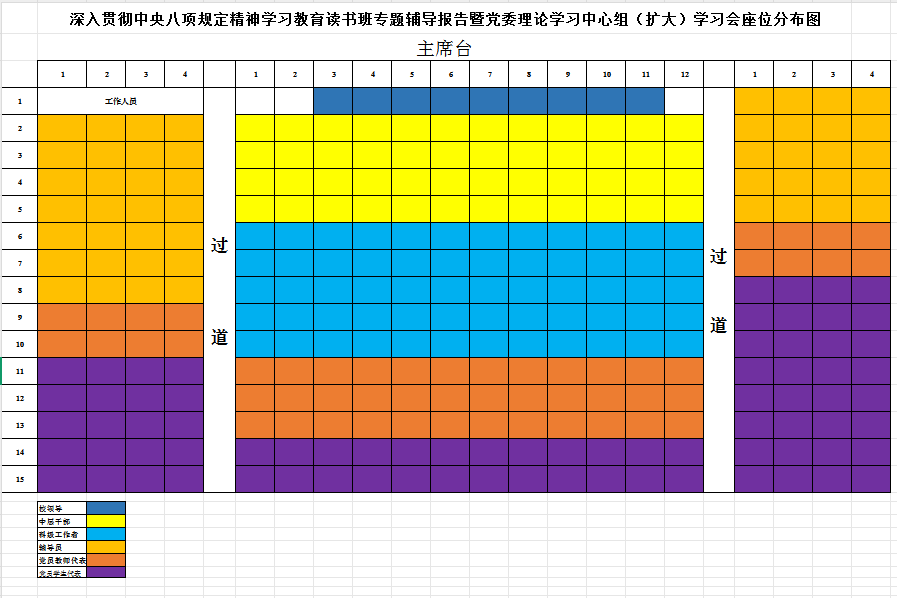 深入贯彻中央八项规定精神学习教育读书班专题辅导报告暨党委理论学习中心组（扩大）学习会座位分布图
主席台
1 2 3 4 1 2 3 4 5 6 7 8 9 10 11 12 1 2 3 4
1 工作人员
2
3
4
5
6
过 过
7
8
9
道 道
10
11
12
13
14
15
校领导
中层干部
科级工作者
辅导员
党员教师代表
党员学生代表